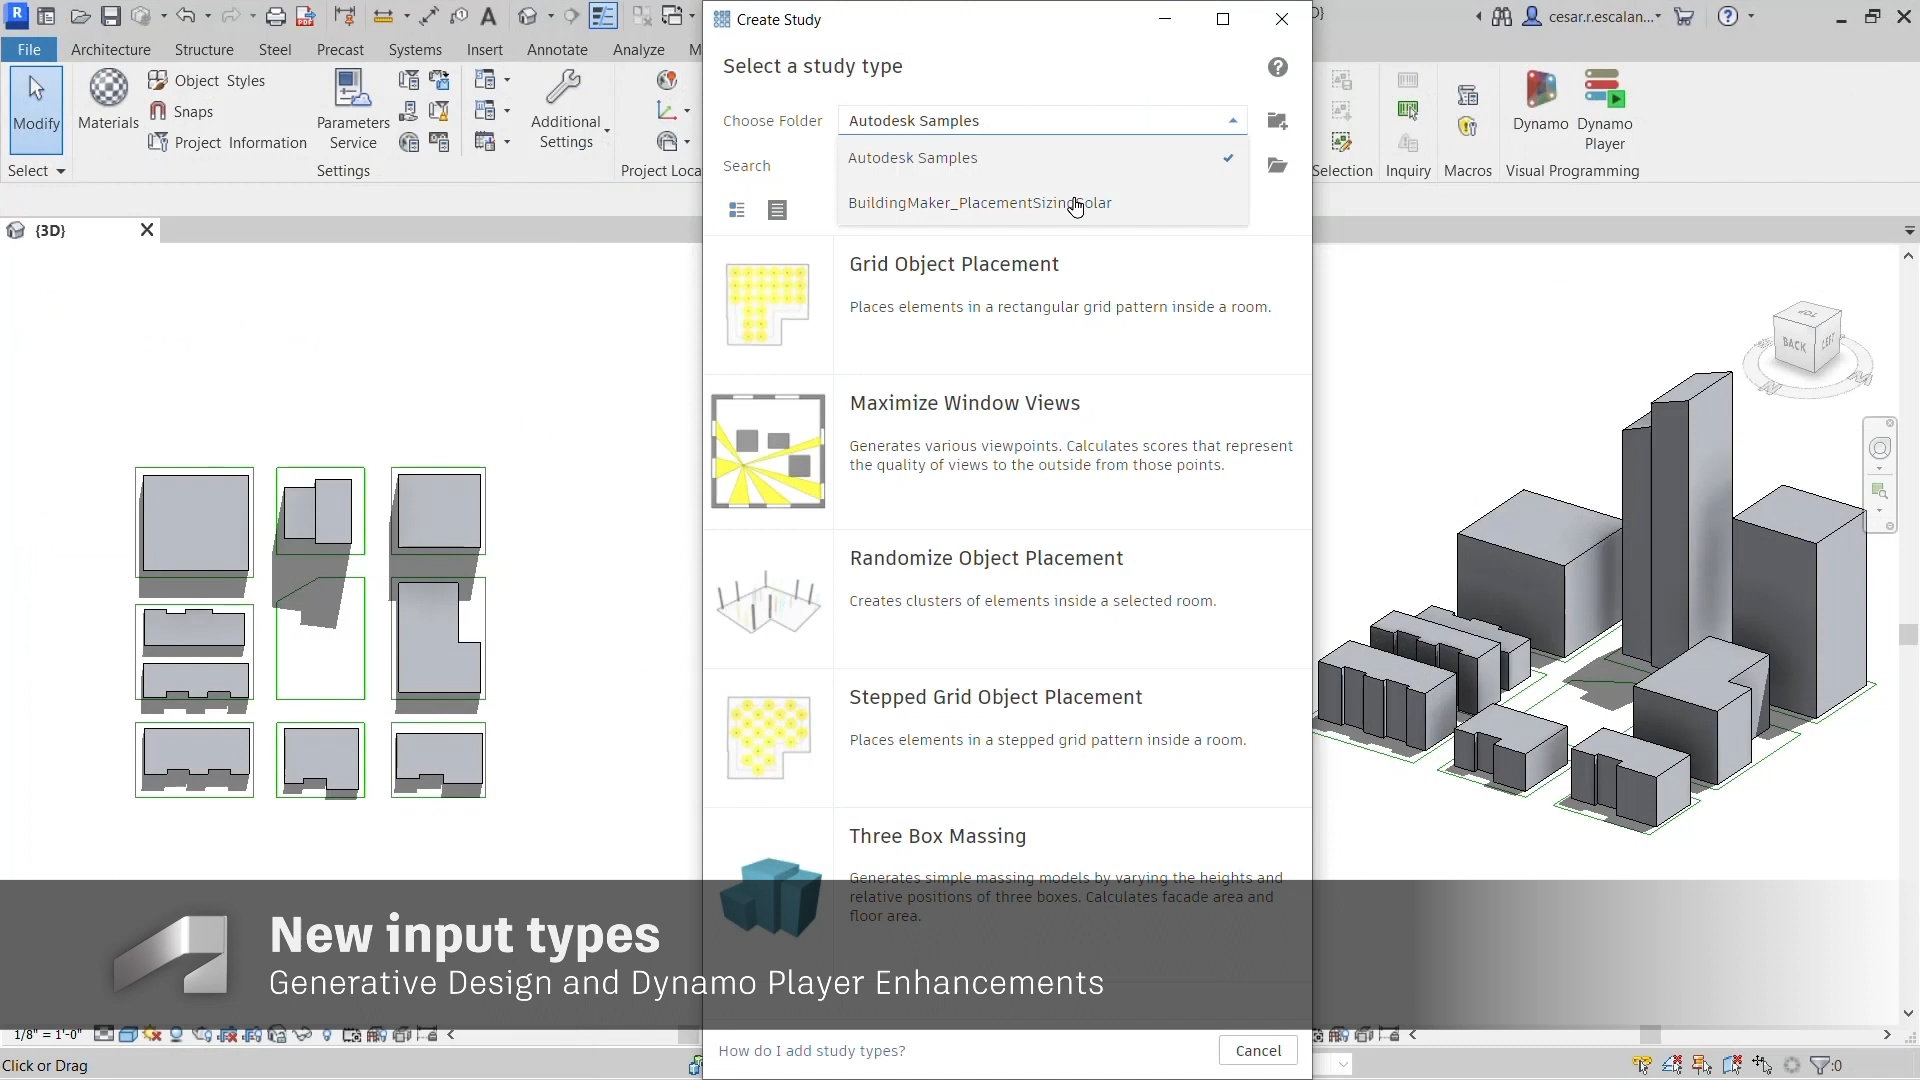 R
Create Study
cesar.r.escalan...
File
Architecture
Structure
Steel
Precast
Systems
Insert
Annotate
Analyze
M
Select a study type
Modify
Materials
Object Styles
Snaps
Project Information
Parameters
Service
Additional
Settings
Choose Folder
Autodesk Samples
Autodesk Samples
Search
BuildingMaker_PlacementSizing
olar
Dynamo
Dynamo
Player
Select
Settings
Project Loca
Selection
Inquiry
Macros
Visual Programming
{3D}
Grid Object Placement
Places elements in a rectangular grid pattern inside a room.
TOP
BACK
LEFT
Maximize Window Views
Generates various viewpoints. Calculates scores that represent
the quality of views to the outside from those points.
Randomize Object Placement
Creates clusters of elements inside a selected room.
Stepped Grid Object Placement
Places elements in a stepped grid pattern inside a room.
Three Box Massing
Generates simple massing models by varying the heights and
relative positions of three boxes. Calculates facade area and
floor area.
New input types
Generative Design and Dynamo Player Enhancements
1/8" = 1'-0"
How do I add study types?
Cancel
Click or Drag
:0